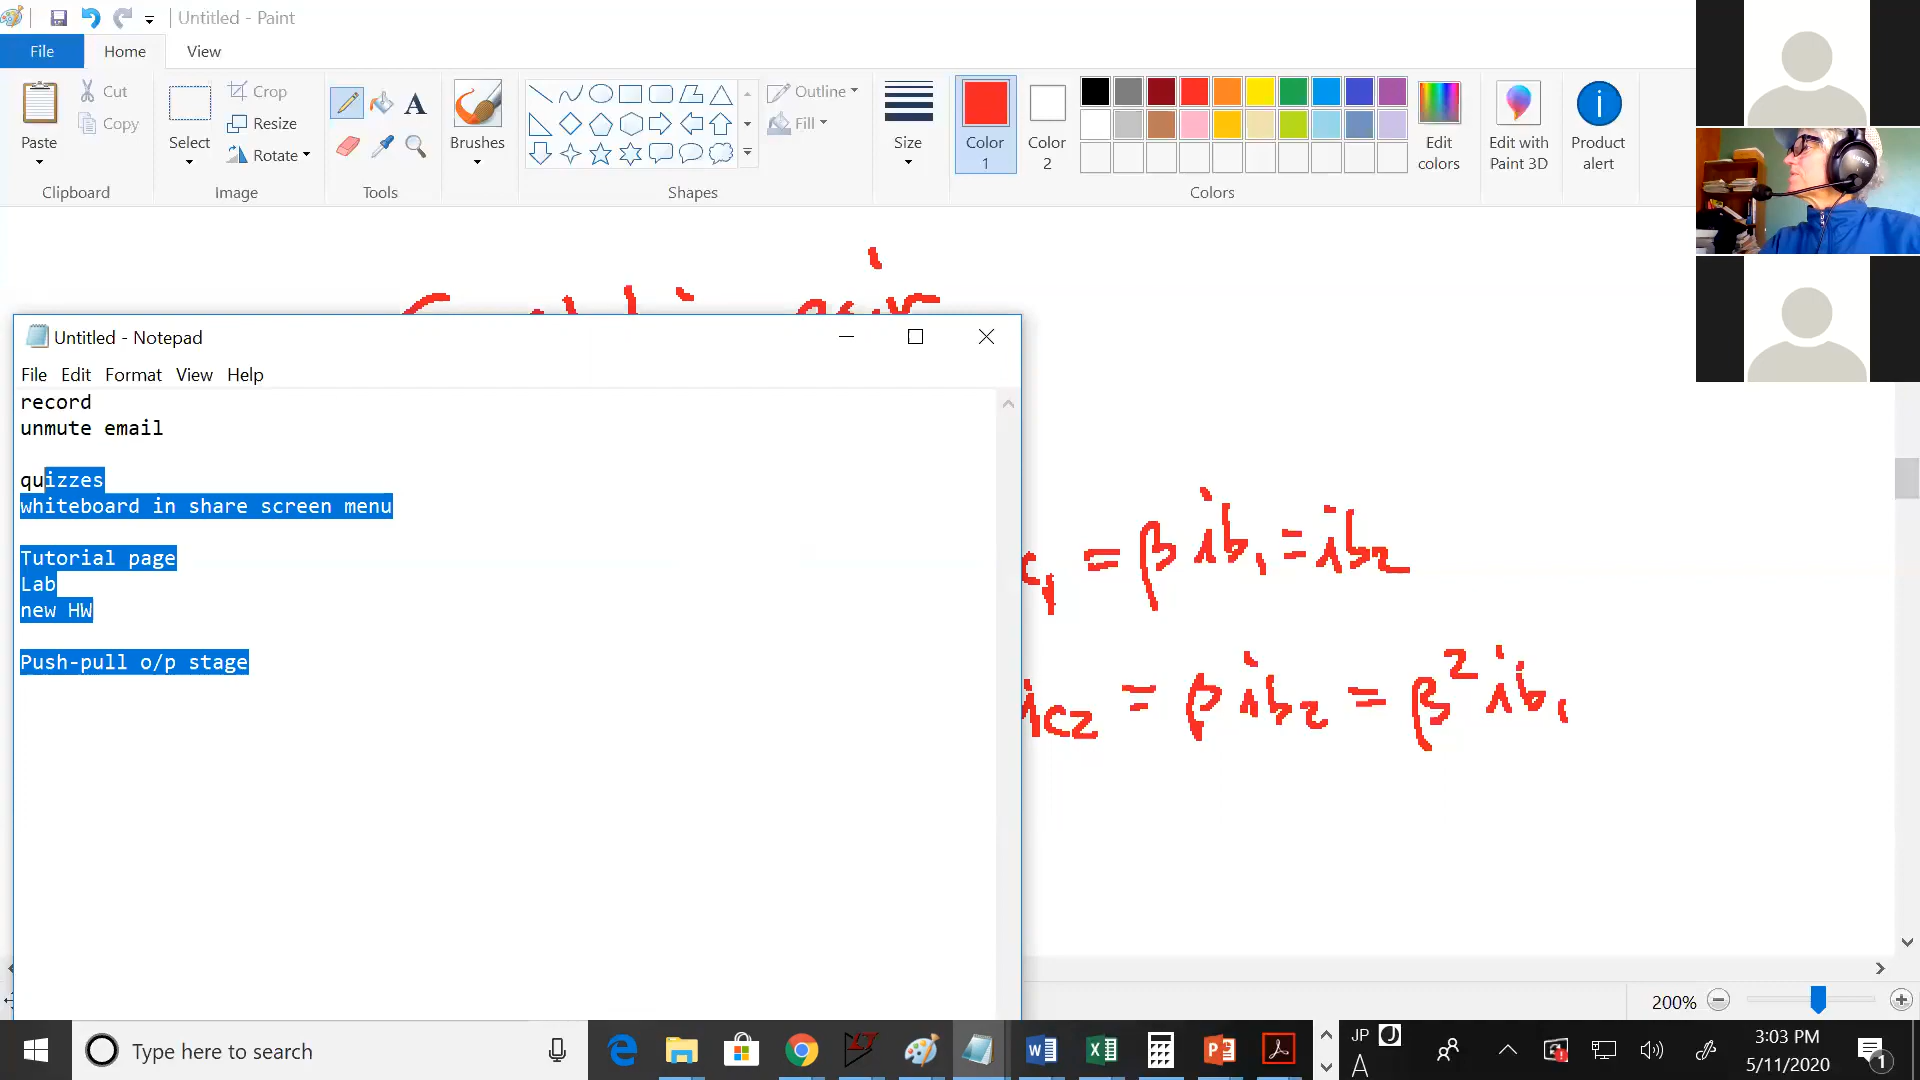 Untitled - Paint
File Home View
Paste
Cut
Copy
Clipboard
Select
Crop
Resize
Rotate
Image
Tools
Brushes
Shapes
Outline
Fill
Size
Color 1
Color 2
Colors
Edit colors
Edit with Paint 3D
Product alert
Untitled - Notepad
File Edit Format View Help
record
unmute email
quizzes
whiteboard in share screen menu
Tutorial page
Lab
new HW
Push-pull o/p stage
c₁ = β ib₁ = ib₂
ic₂ = β ib₂ = β² ib₁
200%
Type here to search
JP
A
3:03 PM
5/11/2020
1